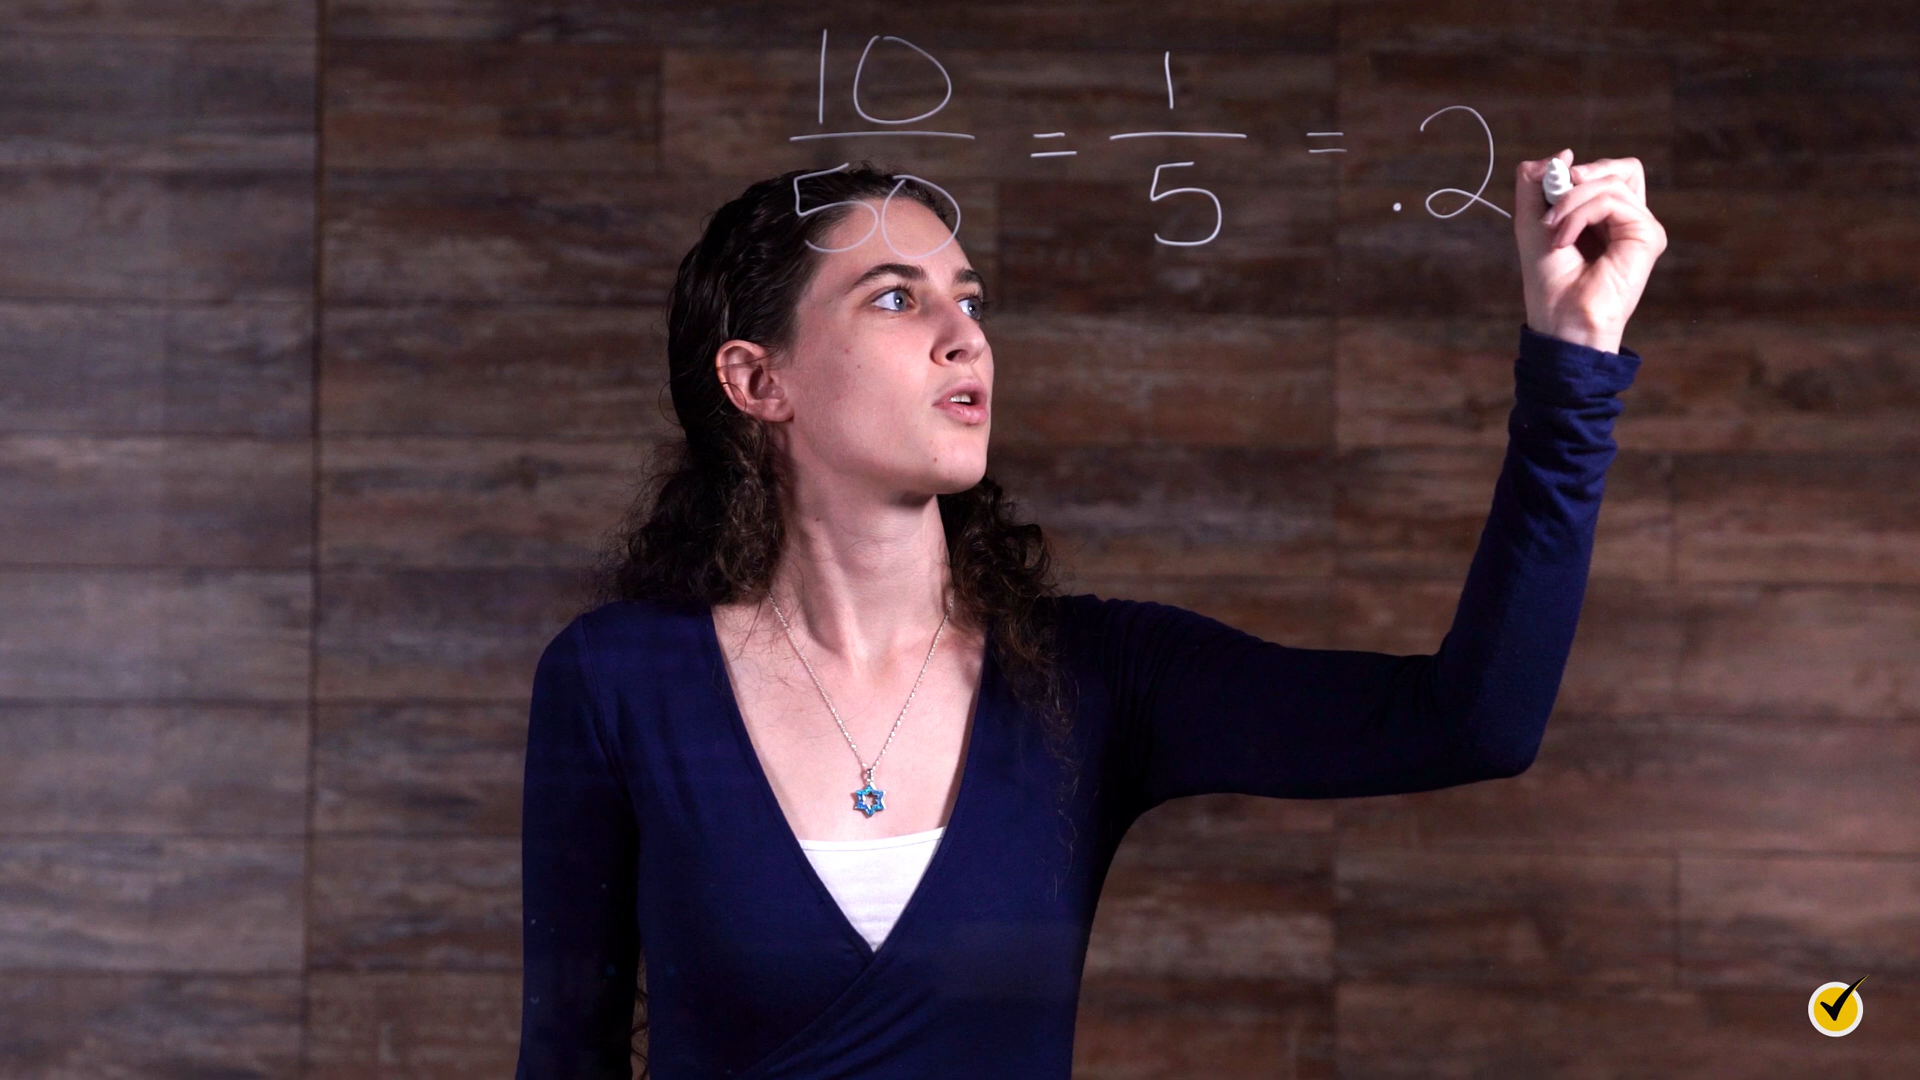 10/50 = 1/5 = .2